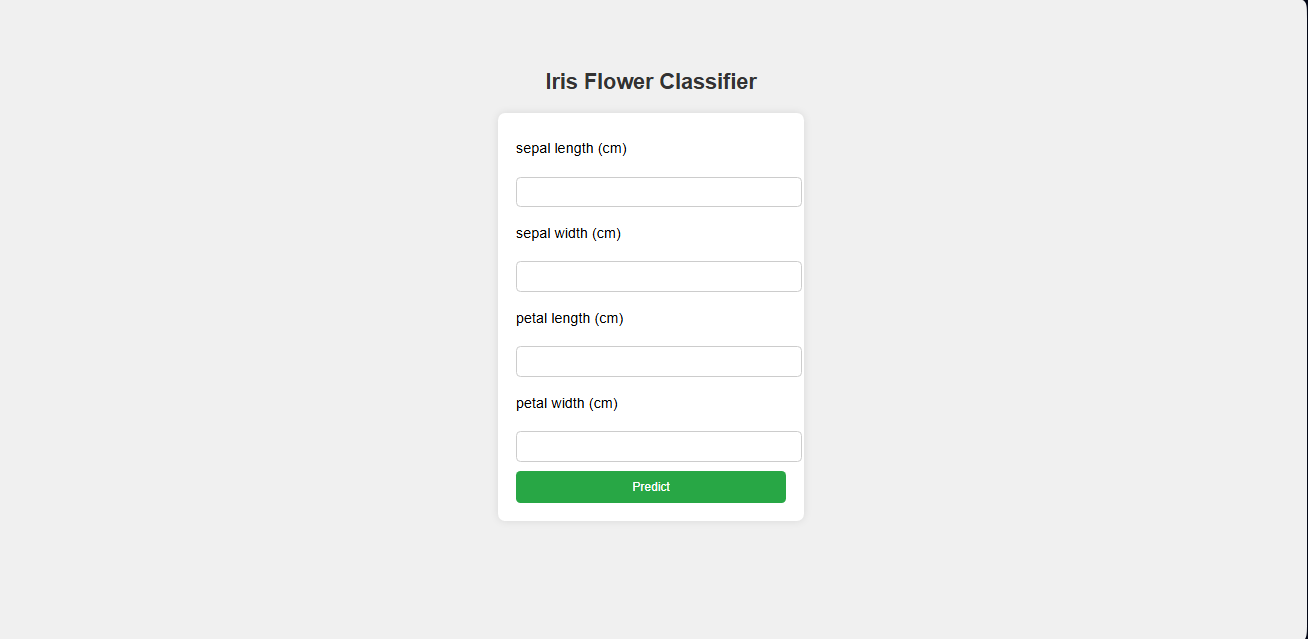 Iris Flower Classifier
sepal length (cm)
sepal width (cm)
petal length (cm)
petal width (cm)
Predict